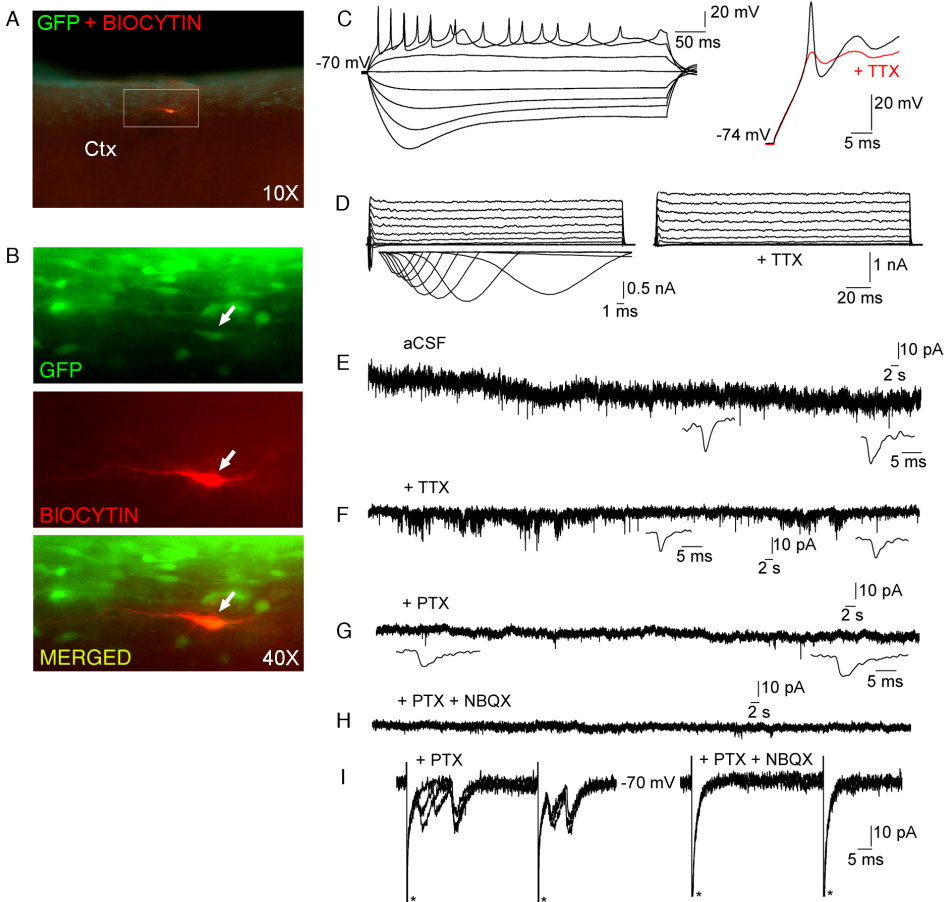 A
GFP + BIOCYTIN
Ctx
10X
B
GFP
BIOCYTIN
MERGED
40X
C
-70 mV
20 mV
50 ms
+ TTX
20 mV
-74 mV
5 ms
D
+ TTX
0.5 nA
1 ms
1 nA
20 ms
E
aCSF
10 pA
2 s
5 ms
F
+ TTX
5 ms
10 pA
2 s
G
+ PTX
10 pA
2 s
5 ms
H
+ PTX + NBQX
10 pA
2 s
I
+ PTX
-70 mV
+ PTX + NBQX
10 pA
5 ms
* * * *